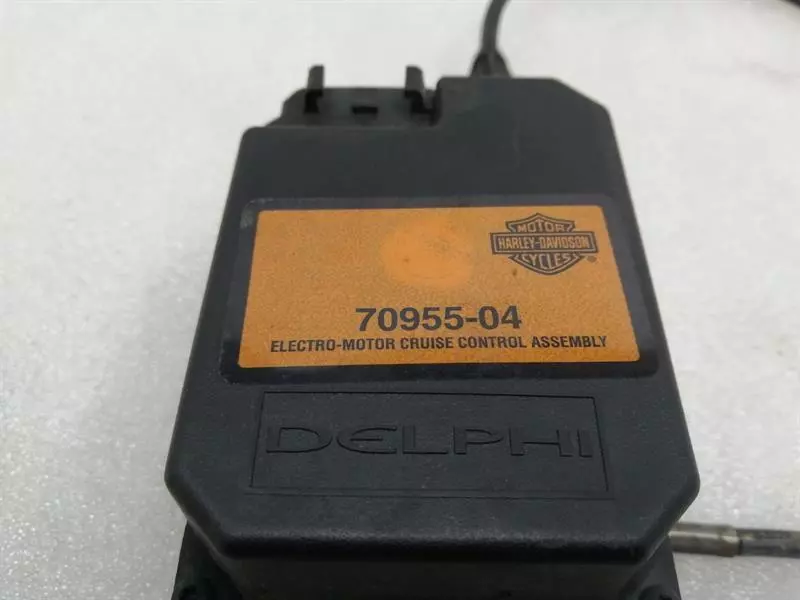 MOTOR
HARLEY-DAVIDSON
CYCLES
®
70955-04
ELECTRO-MOTOR CRUISE CONTROL ASSEMBLY
DELPHI